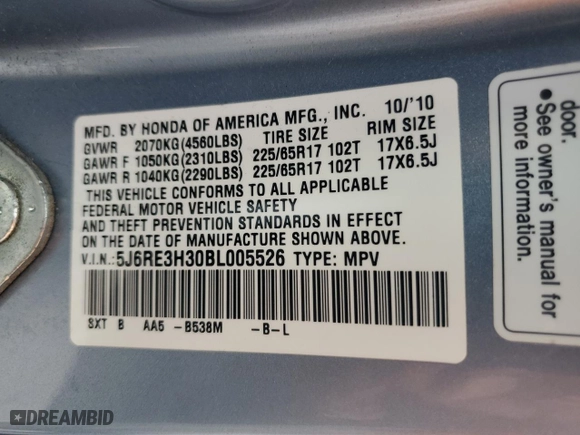 MFD. BY HONDA OF AMERICA MFG., INC. 10/'10
GVWR 2070KG(4560LBS) TIRE SIZE RIM SIZE
GAWR F 1050KG(2310LBS) 225/65R17 102T 17X6.5J
GAWR R 1040KG(2290LBS) 225/65R17 102T 17X6.5J
THIS VEHICLE CONFORMS TO ALL APPLICABLE
FEDERAL MOTOR VEHICLE SAFETY
AND THEFT PREVENTION STANDARDS IN EFFECT
ON THE DATE OF MANUFACTURE SHOWN ABOVE.
V.I.N.:5J6RE3H30BL005526 TYPE: MPV
SXT B AA5 -B538M -B-L
door.
•See owner's manual for
more information.
DREAMBID